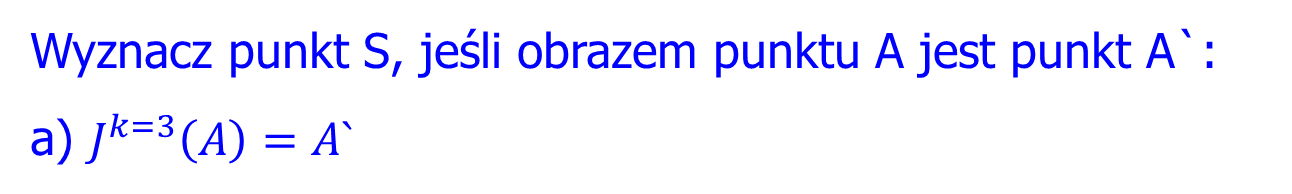 Wyznacz punkt S, jeśli obrazem punktu A jest punkt A`:
a) $J^{k=3}(A) = A`$